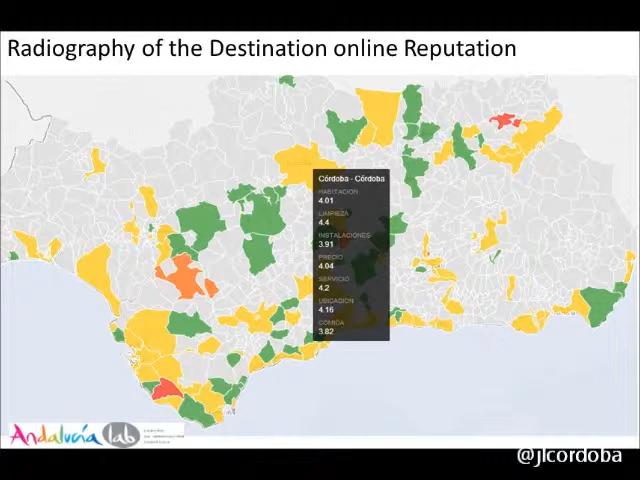 Radiography of the Destination online Reputation
Córdoba - Córdoba
HABITACION
4.01
LIMPIEZA
4.4
INSTALACIONES
3.91
PRECIO
4.04
SERVICIO
4.2
UBICACION
4.16
COMIDA
3.82
Andalucía lab
@jlcordoba